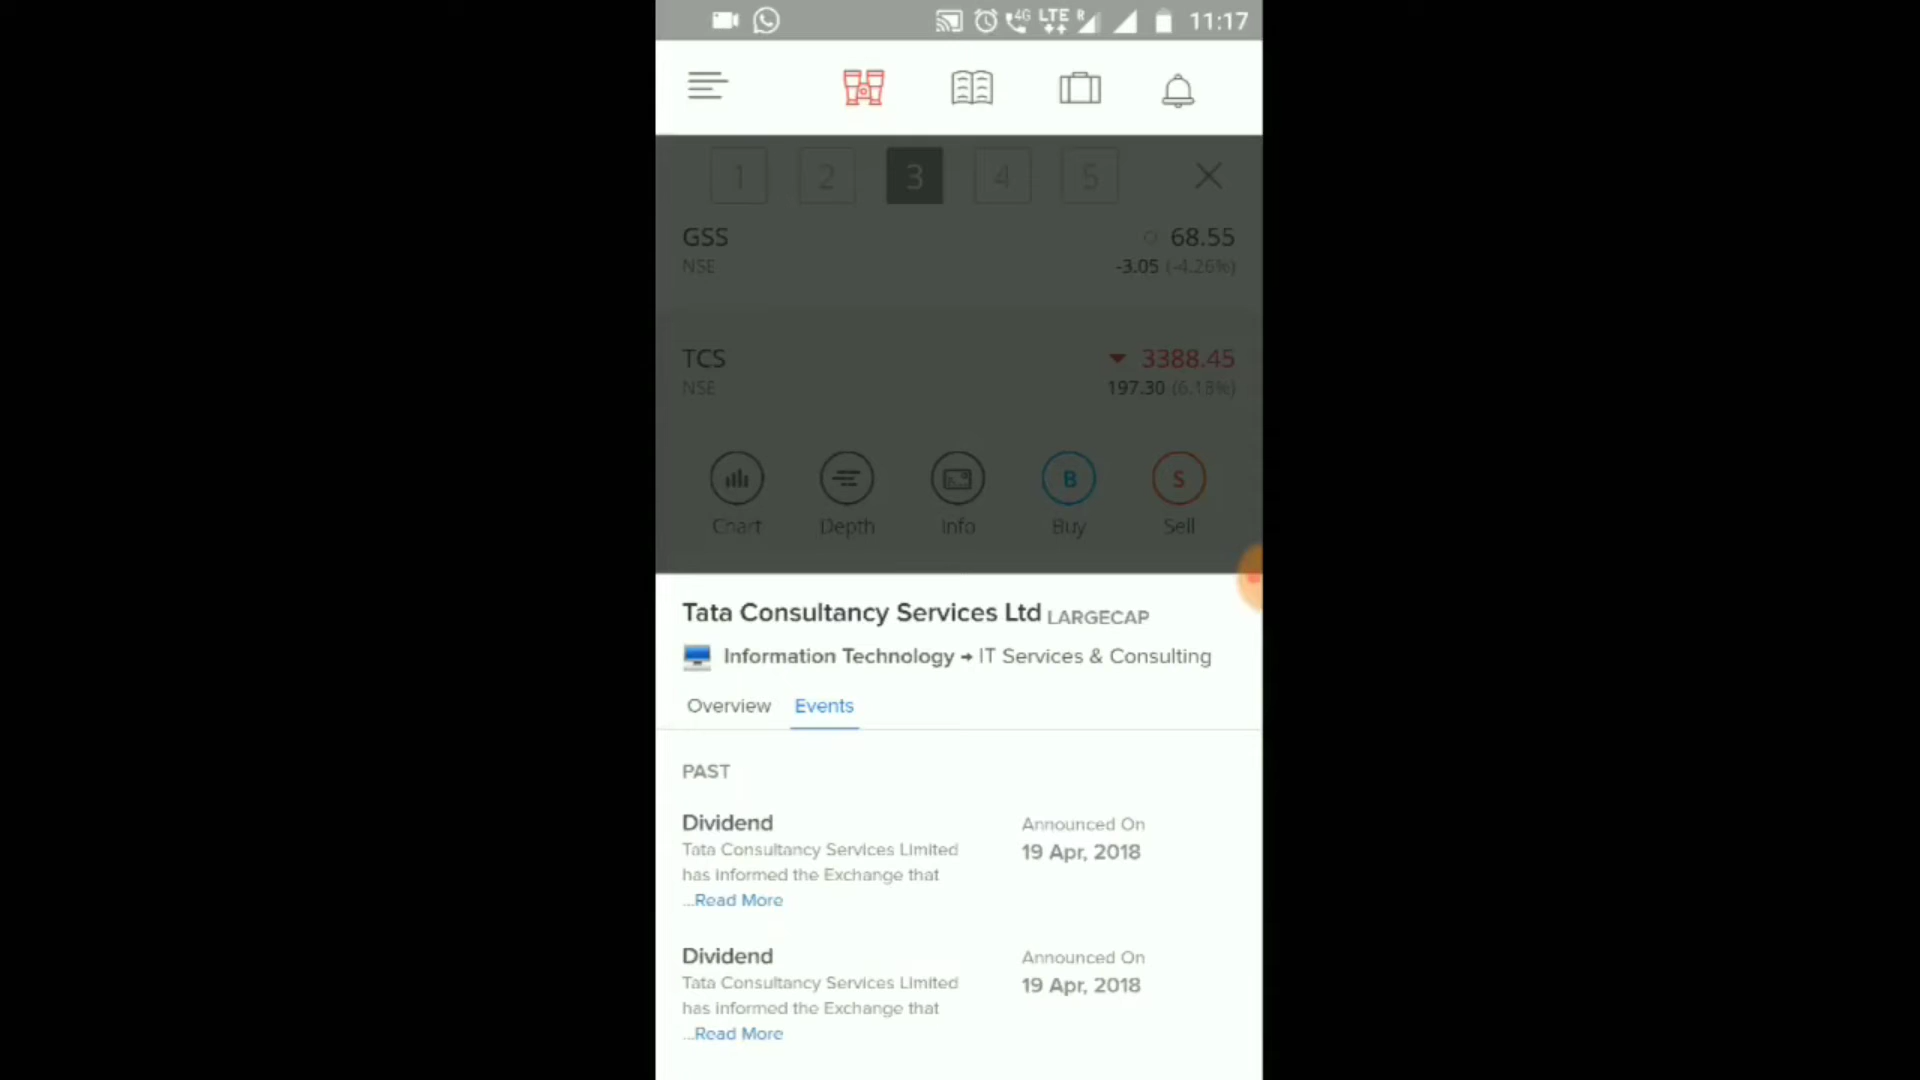 4G LTE R 11:17
1 2 3 4 5
GSS 68.55
NSE -3.05 (-4.26%)
TCS 3388.45
NSE 197.30 (6.18%)
B S
Chart Depth Info Buy Sell
Tata Consultancy Services Ltd LARGECAP
Information Technology → IT Services & Consulting
Overview Events
PAST
Dividend Announced On
Tata Consultancy Services Limited 19 Apr, 2018
has informed the Exchange that
...Read More
Dividend Announced On
Tata Consultancy Services Limited 19 Apr, 2018
has informed the Exchange that
...Read More